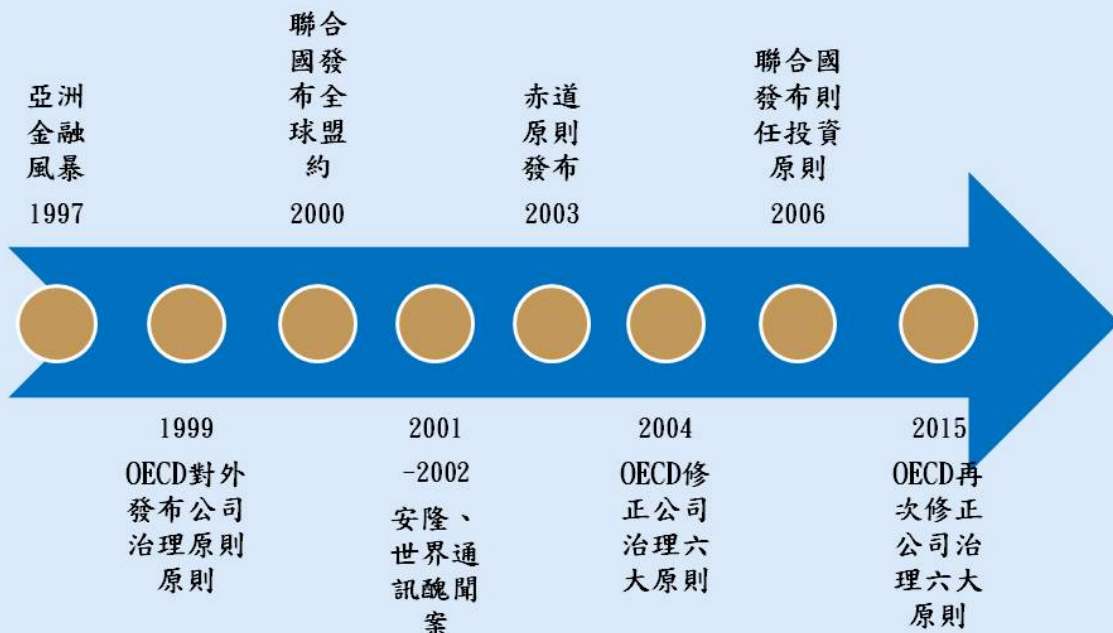 亞洲
金融
風暴
1997
聯合
國發
布全
球盟
約
2000
赤道
原則
發布
2003
聯合國
發布則
任投資
原則
2006
1999
OECD對外
發布公司
治理原則
原則
2001
-2002
安隆、
世界通
訊醜聞
案
2004
OECD修
正公司
治理六
大原則
2015
OECD再
次修正
公司治
理六大
原則